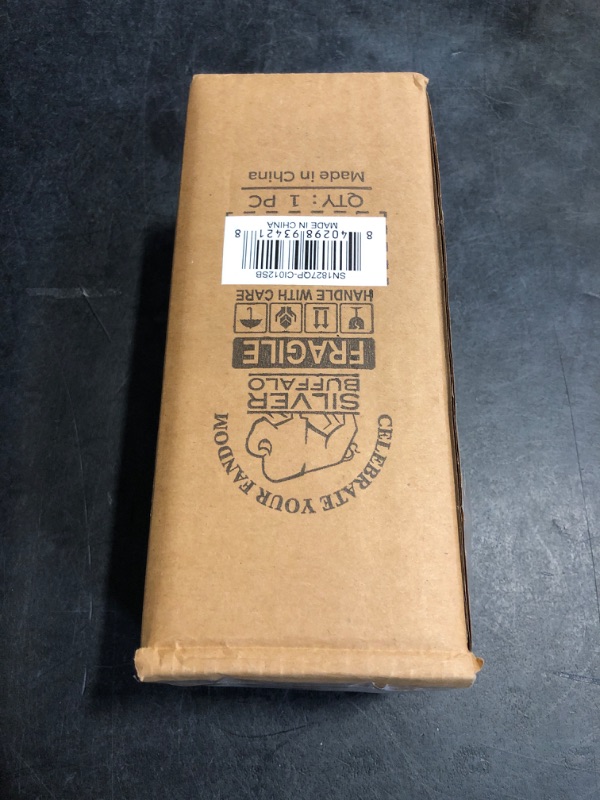 CELEBRATE YOUR FANDOM
SILVER
BUFFALO
FRAGILE
HANDLE WITH CARE
SN1827QP-CI012SB
8 40298 93421 8
MADE IN CHINA
QTY: 1 PC
Made in China